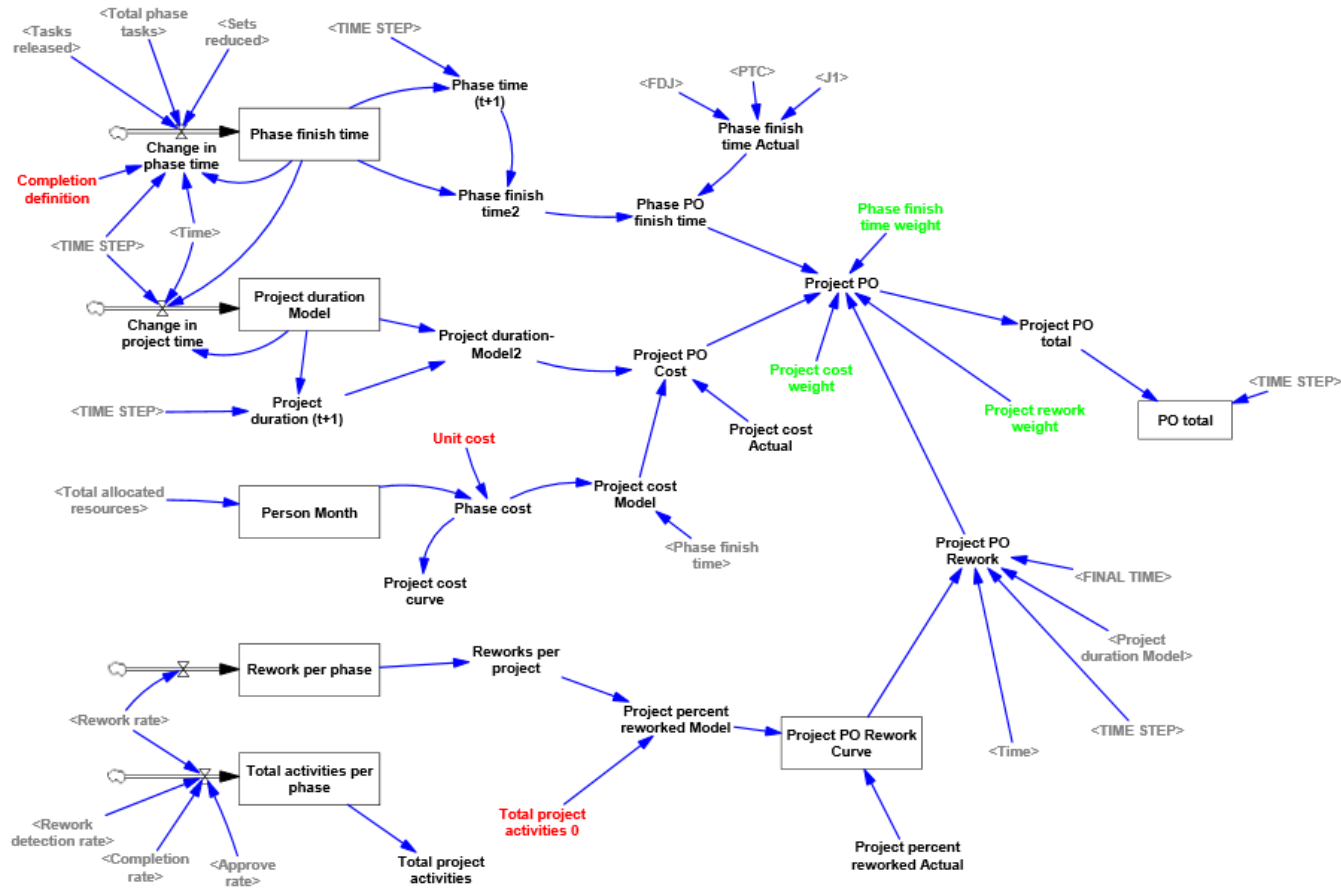 <Total phase
tasks>
<Tasks
released>
<Sets
reduced>
<TIME STEP>
Phase time
(t+1)
<FDJ>
<PTC>
<J1>
Phase finish time
Change in
phase time
Phase finish
time Actual
Completion
definition
Phase finish
time2
Phase PO
finish time
Phase finish
time weight
<TIME STEP>
<Time>
Project PO
Project duration
Model
Change in
project time
Project duration-
Model2
Project PO
Cost
Project cost
weight
Project PO
total
<TIME STEP>
<TIME STEP>
Project
duration (t+1)
Project cost
Actual
Project rework
weight
PO total
Unit cost
<Total allocated
resources>
Person Month
Phase cost
Project cost
Model
<Phase finish
time>
Project PO
Rework
<FINAL TIME>
Project cost
curve
<Project
duration Model>
Rework per phase
Reworks per
project
<Rework rate>
Project percent
reworked Model
Project PO Rework
Curve
<TIME STEP>
<Time>
Total activities per
phase
Total project
activities 0
<Rework
detection rate>
<Completion
rate>
<Approve
rate>
Total project
activities
Project percent
reworked Actual